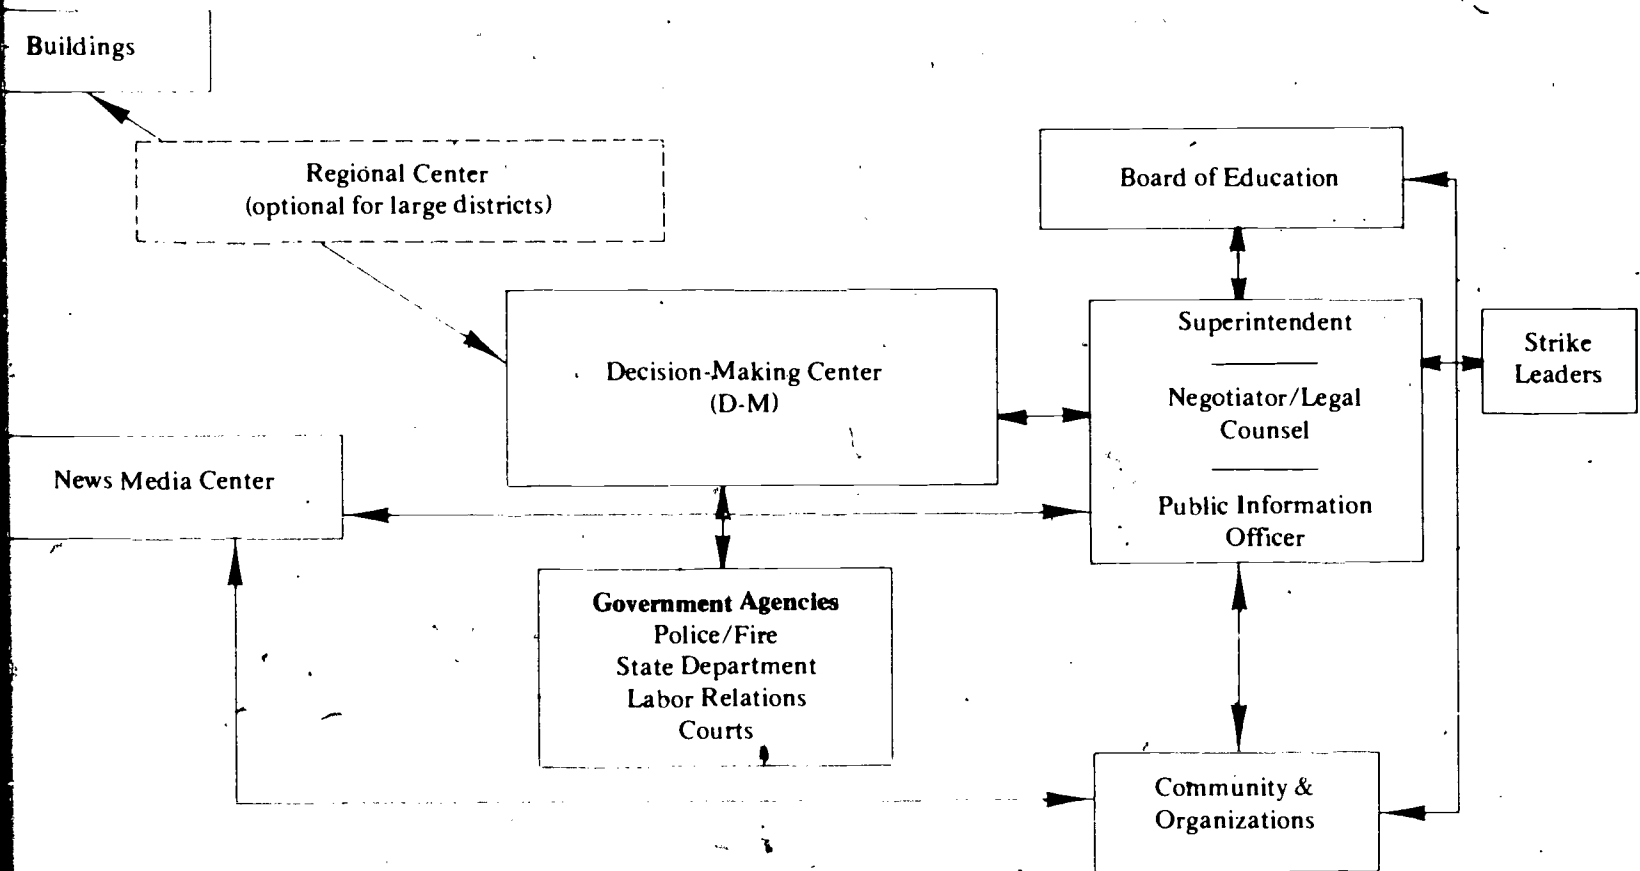 Buildings
Regional Center
(optional for large districts)
Board of Education
Superintendent
Negotiator/Legal
Counsel
Public Information
Officer
Strike
Leaders
Decision-Making Center
(D-M)
News Media Center
Government Agencies
Police/Fire
State Department
Labor Relations
Courts
Community &
Organizations